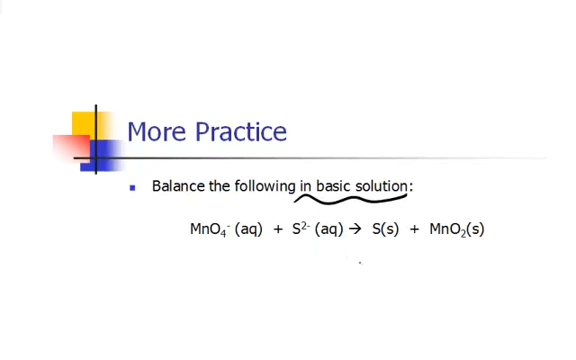 More Practice
Balance the following in basic solution:
MnO₄⁻ (aq) + S²⁻ (aq) → S(s) + MnO₂(s)